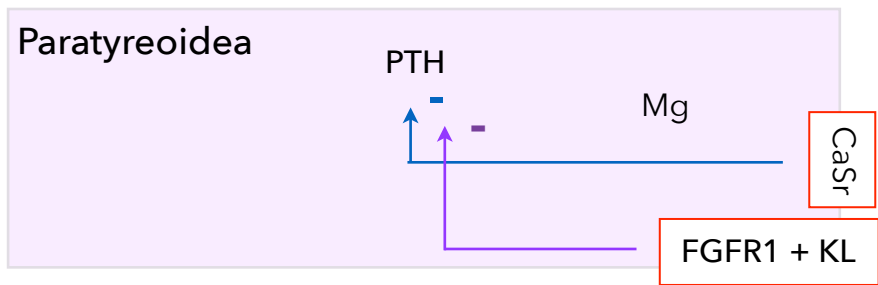 Paratyreoidea
PTH
-
Mg
-
CaSr
FGFR1 + KL